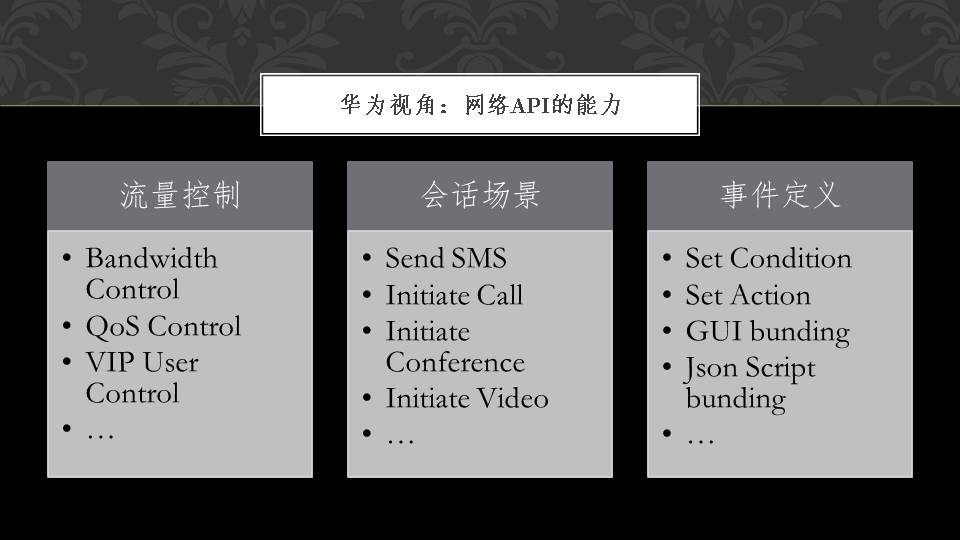 华为视角：网络API的能力
流量控制
• Bandwidth
Control
• QoS Control
• VIP User
Control
• …
会话场景
• Send SMS
• Initiate Call
• Initiate
Conference
• Initiate Video
• …
事件定义
• Set Condition
• Set Action
• GUI bunding
• Json Script
bunding
• …